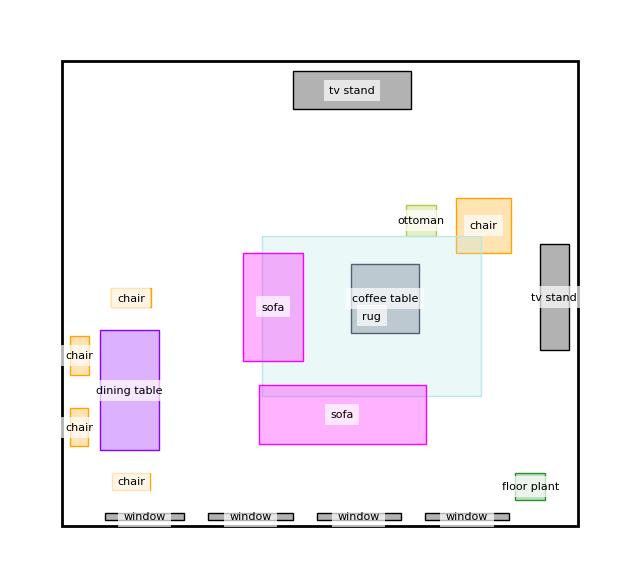 tv stand
ottoman
chair
chair
sofa
coffee table
tv stand
rug
chair
dining table
sofa
chair
chair
floor plant
window
window
window
window